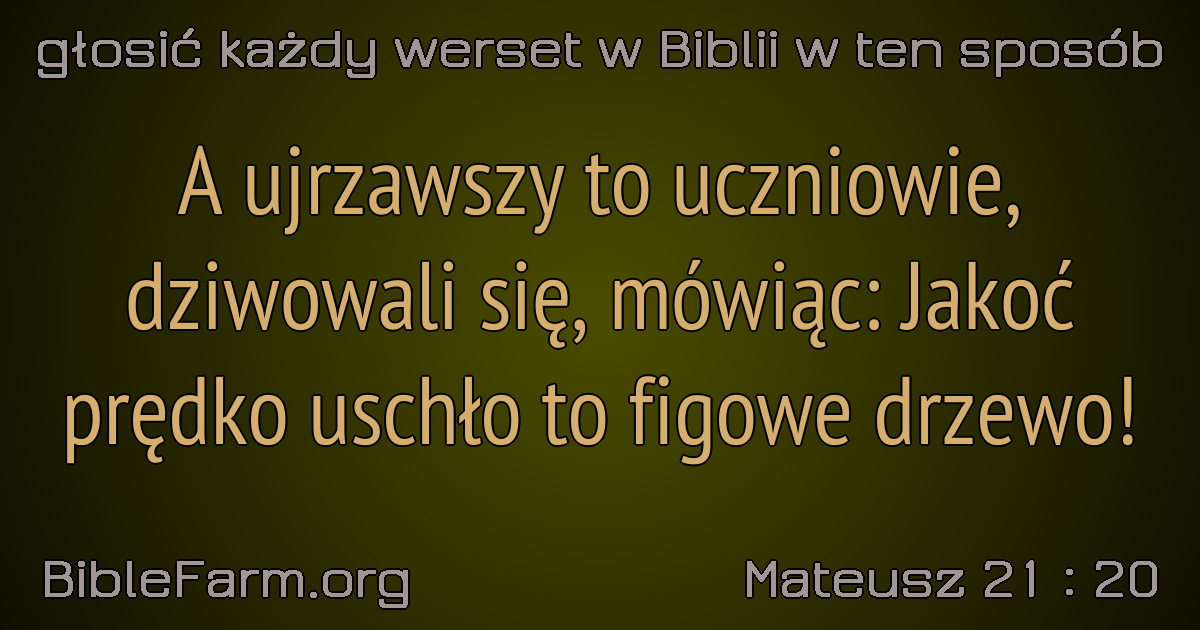 głosić każdy werset w Biblii w ten sposób
A ujrzawszy to uczniowie,
dziwowali się, mówiąc: Jakoć
prędko uschło to figowe drzewo!
BibleFarm.org
Mateusz 21 : 20